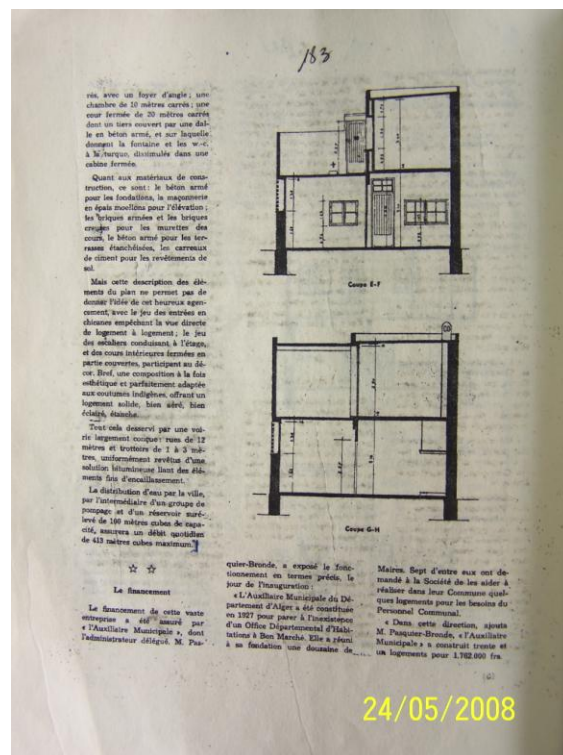 183
rés, avec un foyer d'angle ; une
chambre de 10 mètres carrés ; une
cour fermée de 20 mètres carrés
dont un tiers couvert par une dal-
le en béton armé, et sur laquelle
donnent la fontaine et les w.-c.
à la turque, dissimulés dans une
cabine fermée.
Quant aux matériaux de cons-
truction, ce sont : le béton armé
pour les fondations, la maçonnerie
en épais moellons pour l'élévation ;
les briques armées et les briques
creuses pour les murettes des
cours, le béton armé pour les ter-
rasses étanchéisées, les carreaux
de ciment pour les revêtements de
sol.
Mais cette description des élé-
ments du plan ne permet pas de
donner l'idée de cet heureux agen-
cement, avec le jeu des entrées en
chicanes empêchant la vue directe
de logement à logement ; le jeu
des escaliers conduisant à l'étage,
et des cours intérieures fermées en
partie couvertes, participant au dé-
cor. Bref, une composition à la fois
esthétique et parfaitement adaptée
aux coutumes indigènes, offrant un
logement solide, bien aéré, bien
éclairé, étanche.
Tout cela desservi par une voi-
rie largement conçue : rues de 12
mètres et trottoirs de 1 à 3 mè-
tres, uniformément revêtus d'une
solution bitumineuse liant des élé-
ments fins d'encaillassement.
La distribution d'eau par la ville,
par l'intermédiaire d'un groupe de
pompage et d'un réservoir suré-
levé de 100 mètres cubes de capa-
cité, assurera un débit quotidien
de 413 mètres cubes maximum.
Le financement
Le financement de cette vaste
entreprise a été assuré par
« l'Auxiliaire Municipale », dont
l'administrateur délégué, M. Pas-
Coupe E-F
Coupe G-H
quier-Bronde, a exposé le fonc-
tionnement en termes précis, le
jour de l'inauguration :
« L'Auxiliaire Municipale du Dé-
partement d'Alger a été constituée
en 1927 pour parer à l'inexistence
d'un Office Départemental d'Habi-
tations à Bon Marché. Elle a réuni
à sa fondation une douzaine de
Maires. Sept d'entre eux ont de-
mandé à la Société de les aider à
réaliser dans leur Commune quel-
ques logements pour les besoins du
Personnel Communal.
« Dans cette direction, ajouta
M. Pasquier-Bronde, « l'Auxiliaire
Municipale » a construit trente et
un logements pour 1.782.000 frs.
24/05/2008